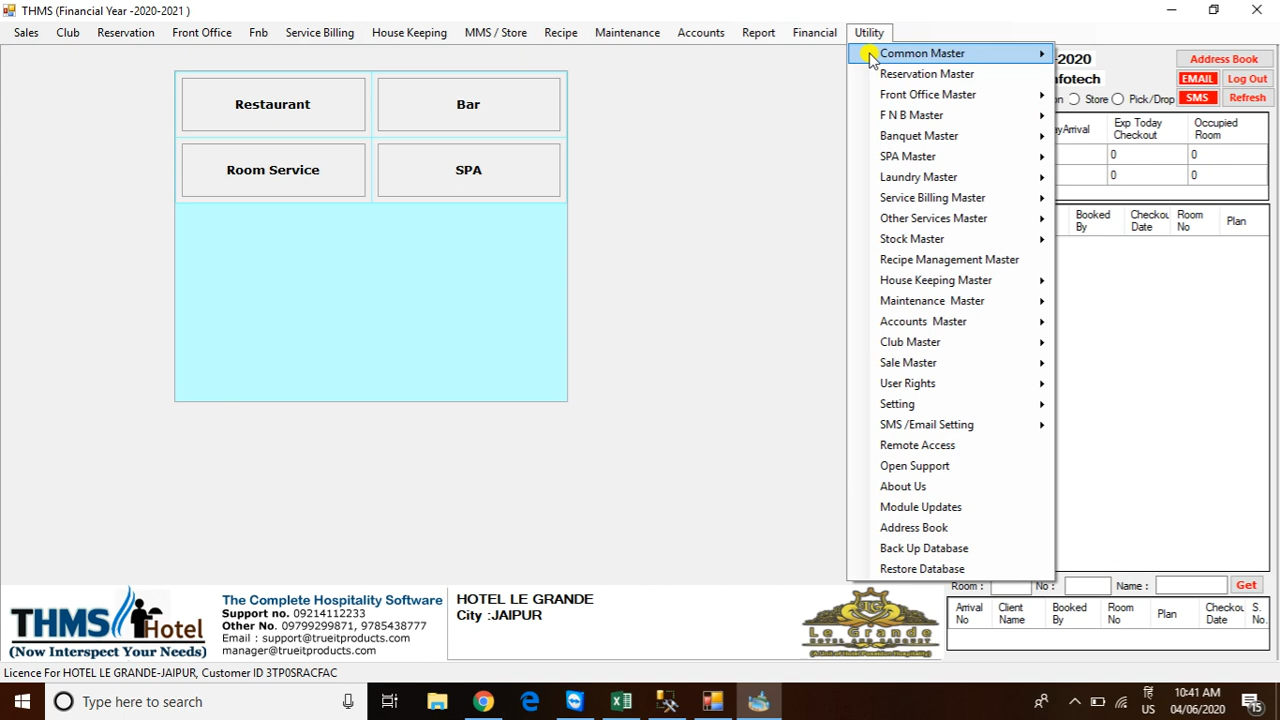 THMS (Financial Year -2020-2021 )
Sales Club Reservation Front Office Fnb Service Billing House Keeping MMS / Store Recipe Maintenance Accounts Report Financial Utility
Restaurant
Bar
Room Service
SPA
Common Master
Reservation Master
Front Office Master
F N B Master
Banquet Master
SPA Master
Laundry Master
Service Billing Master
Other Services Master
Stock Master
Recipe Management Master
House Keeping Master
Maintenance Master
Accounts Master
Club Master
Sale Master
User Rights
Setting
SMS /Email Setting
Remote Access
Open Support
About Us
Module Updates
Address Book
Back Up Database
Restore Database
-2020
Address Book
nfotech
EMAIL Log Out
on Store Pick/Drop
SMS Refresh
yArrival Exp Today Checkout Occupied Room
0 0
0 0
Booked By Checkou Date Room No Plan
Room : No : Name : Get
Arrival No Client Name Booked By Room No Plan Checkou Date S. No.
THMS Hotel
(Now Interspect Your Needs)
The Complete Hospitality Software
Support no. 09214112233
Other No. 09799299871, 9785438777
Email : support@trueitproducts.com
manager@trueitproducts.com
HOTEL LE GRANDE
City :JAIPUR
Le Grande
HOTEL AND BANQUET
Licence For HOTEL LE GRANDE-JAIPUR, Customer ID 3TP0SRACFAC
Type here to search
US
10:41 AM
04/06/2020
15